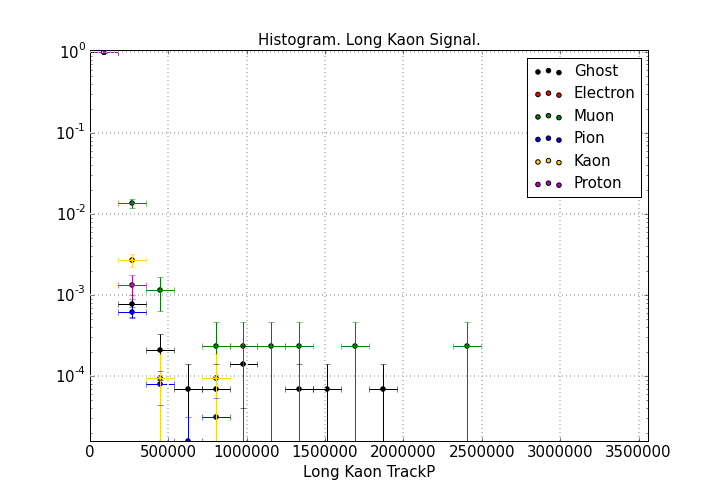 Histogram. Long Kaon Signal.
10^0
10^-1
10^-2
10^-3
10^-4
Ghost
Electron
Muon
Pion
Kaon
Proton
0 500000 1000000 1500000 2000000 2500000 3000000 3500000
Long Kaon TrackP